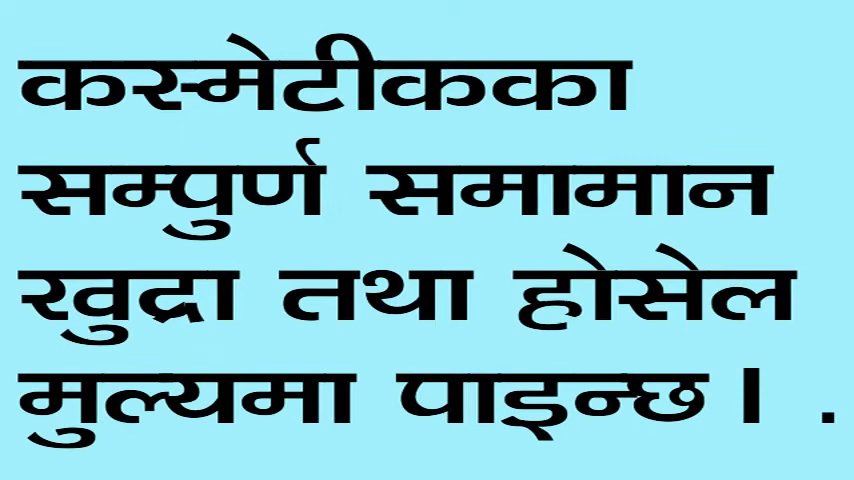 कस्मेटीकका
सम्पुर्ण समामान
खुद्रा तथा होसेल
मुल्यमा पाइन्छ। .